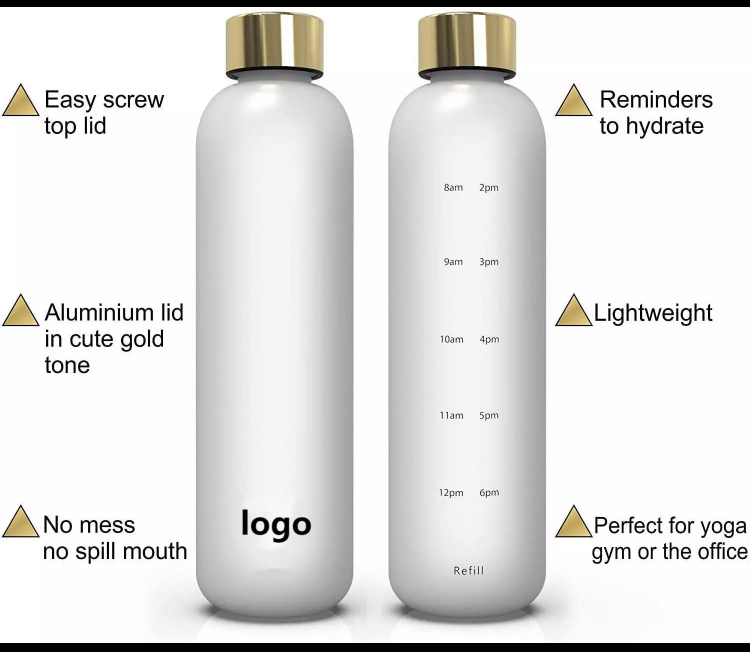 Easy screw
top lid
Aluminium lid
in cute gold
tone
No mess
no spill mouth
logo
8am 2pm
9am 3pm
10am 4pm
11am 5pm
12pm 6pm
Refill
Reminders
to hydrate
Lightweight
Perfect for yoga
gym or the office